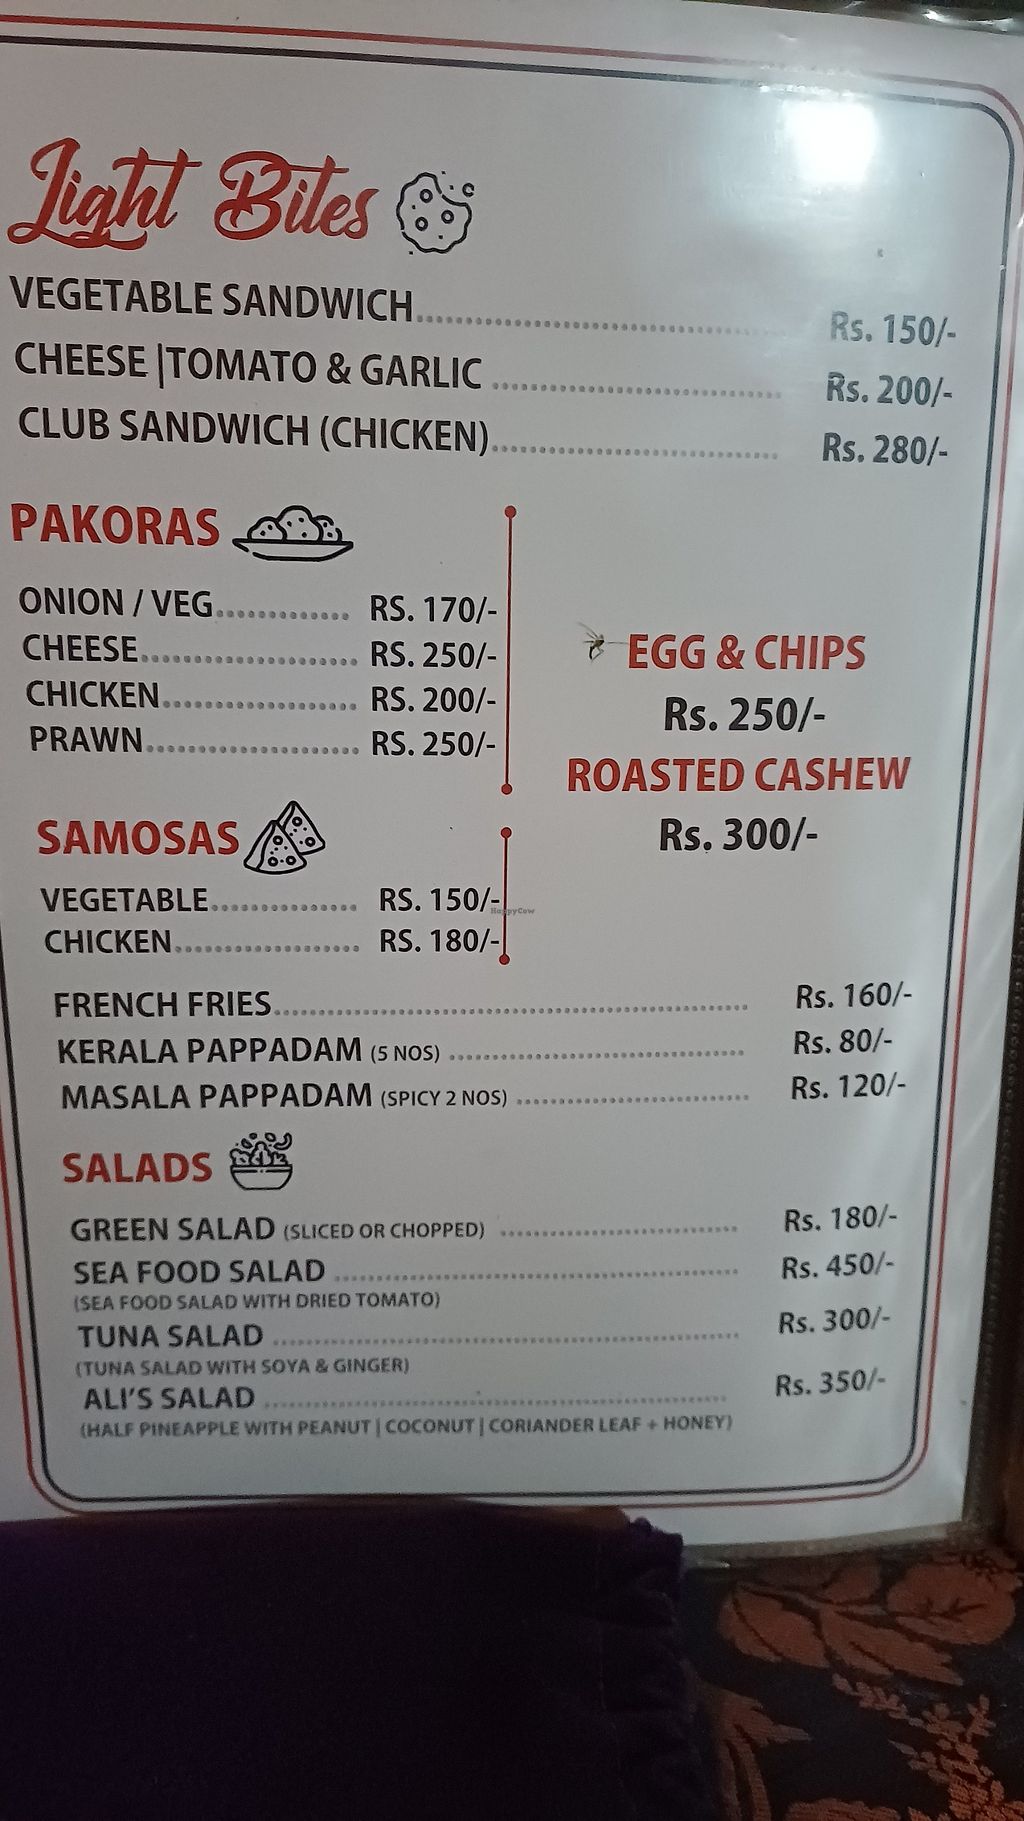 Light Bites
VEGETABLE SANDWICH................ Rs. 150/-
CHEESE |TOMATO & GARLIC ................ Rs. 200/-
CLUB SANDWICH (CHICKEN)................ Rs. 280/-
PAKORAS
ONION / VEG............. RS. 170/-
CHEESE...................... RS. 250/-
CHICKEN.................... RS. 200/-
PRAWN...................... RS. 250/-
EGG & CHIPS
Rs. 250/-
ROASTED CASHEW
Rs. 300/-
SAMOSAS
VEGETABLE............... RS. 150/-
CHICKEN................... RS. 180/-
HappyCow
FRENCH FRIES................ Rs. 160/-
KERALA PAPPADAM (5 NOS) ................ Rs. 80/-
MASALA PAPPADAM (SPICY 2 NOS) ................ Rs. 120/-
SALADS
GREEN SALAD (SLICED OR CHOPPED) ................ Rs. 180/-
SEA FOOD SALAD ................ Rs. 450/-
(SEA FOOD SALAD WITH DRIED TOMATO)
TUNA SALAD ................ Rs. 300/-
(TUNA SALAD WITH SOYA & GINGER)
ALI'S SALAD ................ Rs. 350/-
(HALF PINEAPPLE WITH PEANUT | COCONUT | CORIANDER LEAF + HONEY)